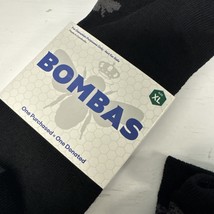 BOMBAS
XL
One Purchased = One Donated